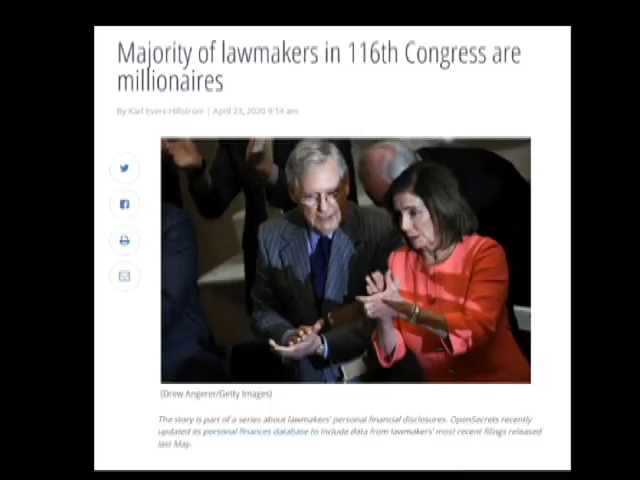 Majority of lawmakers in 116th Congress are
millionaires
By Karl Evers-Hillstrom | April 23, 2020 9:14 am
(Drew Angerer/Getty Images)
The story is part of a series about lawmakers' personal financial disclosures. OpenSecrets recently
updated its personal finances database to include data from lawmakers' most recent filings released
last May.